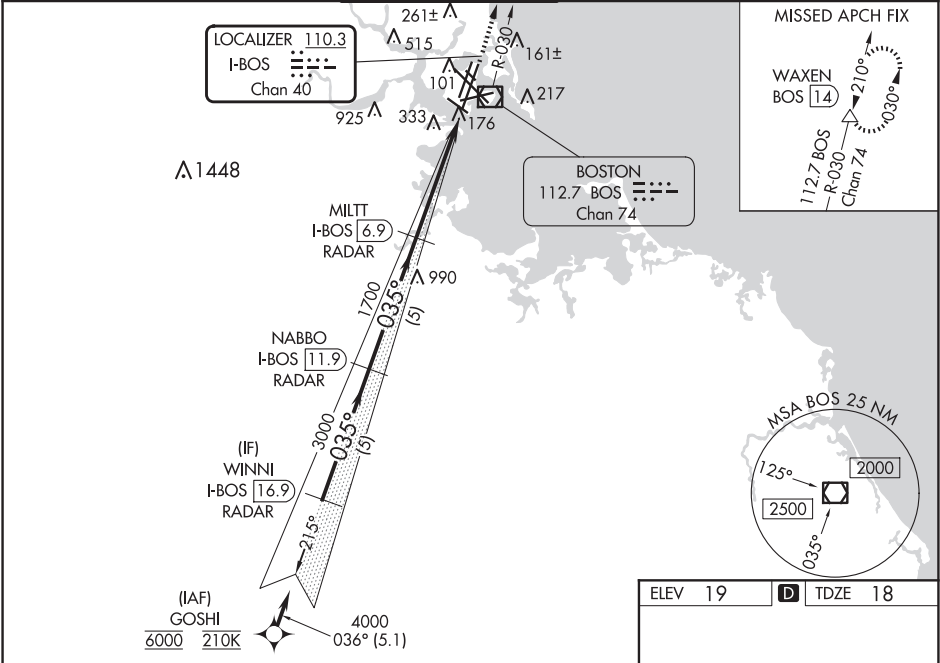 LOCALIZER 110.3
I-BOS
Chan 40
261±
515
161±
R-030
101
217
925
333
176
1448
BOSTON
112.7 BOS
Chan 74
MISSED APCH FIX
WAXEN
BOS 14
210°
030°
112.7 BOS
R-030
Chan 74
MILTT
I-BOS 6.9
RADAR
990
1700
035°
(5)
NABBO
I-BOS 11.9
RADAR
3000
035°
(5)
(IF)
WINNI
I-BOS 16.9
RADAR
215°
(IAF)
GOSHI
6000 210K
4000
036° (5.1)
MSA BOS 25 NM
125°
2000
2500
035°
ELEV 19
D
TDZE 18